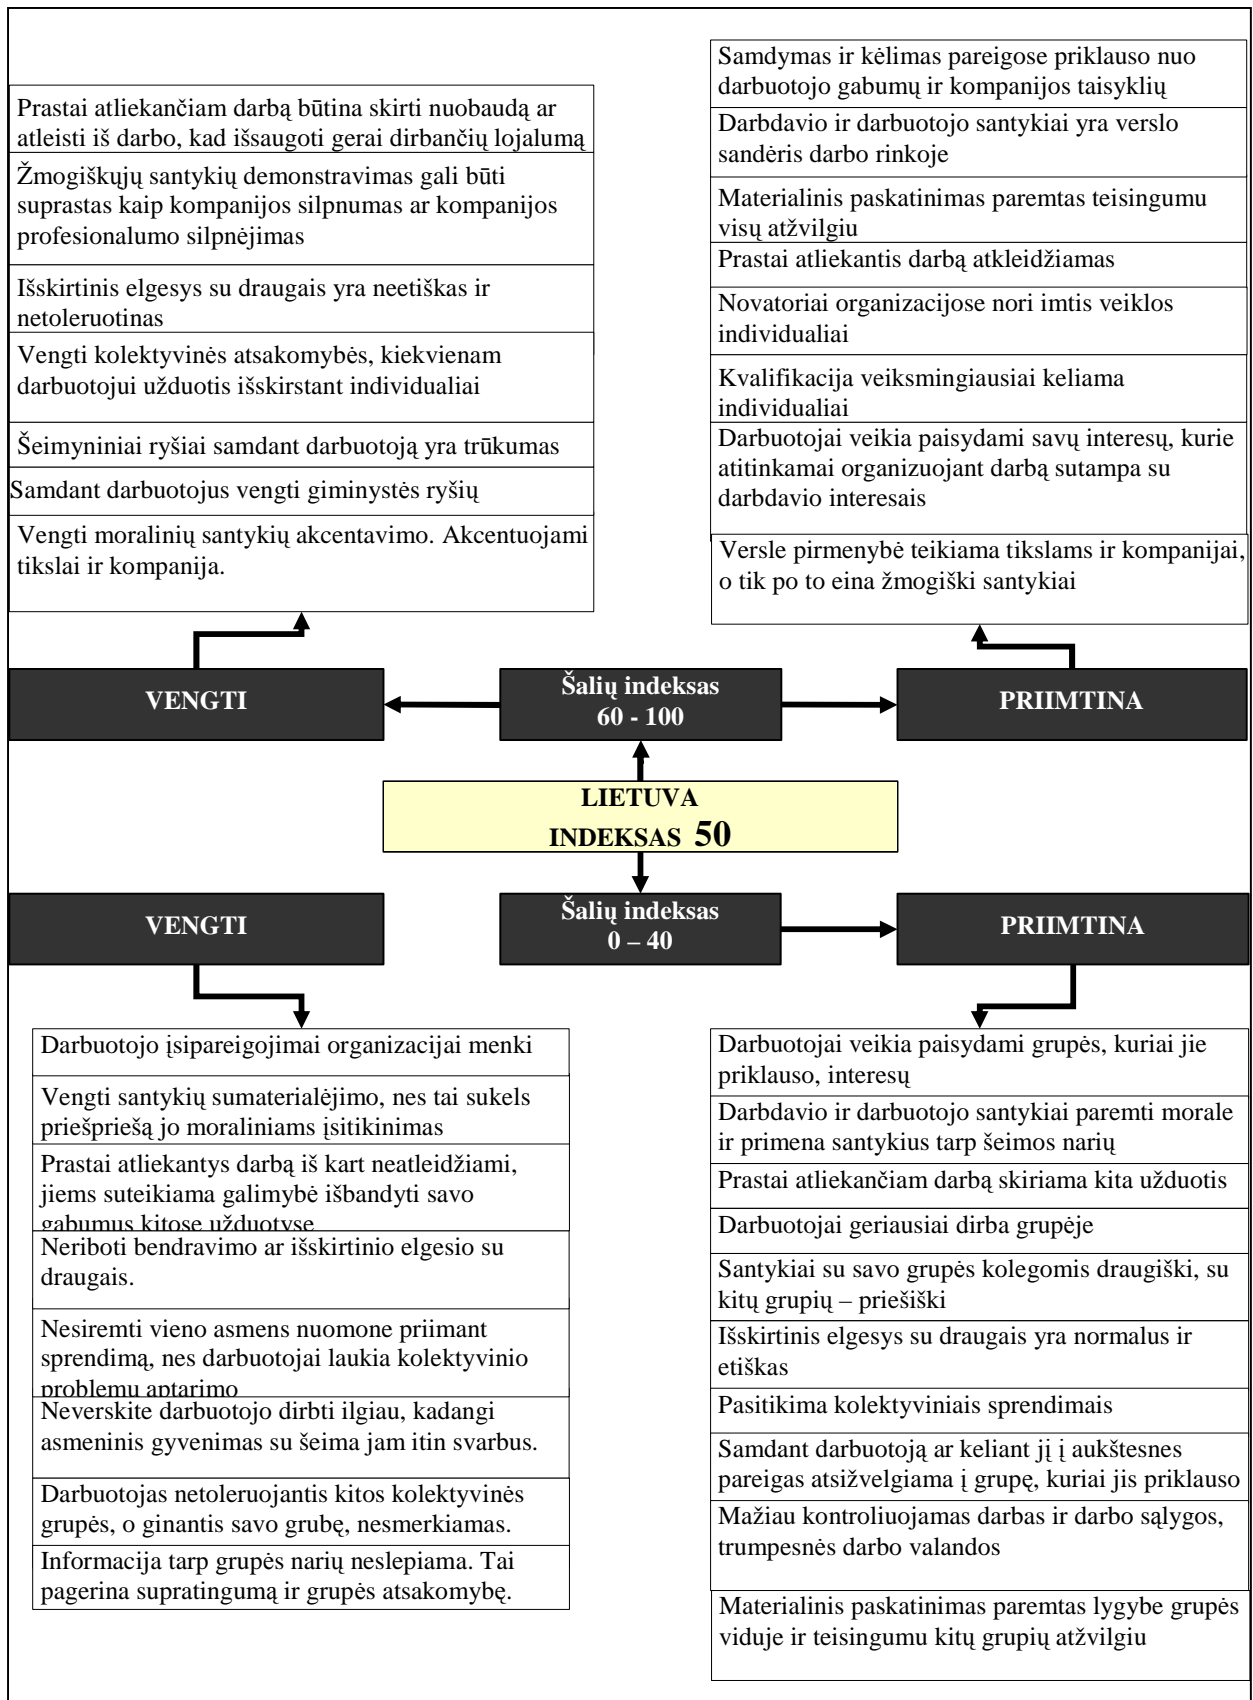 Prastai atliekančiam darbą būtina skirti nuobaudą ar
atleisti iš darbo, kad išsaugoti gerai dirbančių lojalumą
Žmogiškųjų santykių demonstravimas gali būti
suprastas kaip kompanijos silpnumas ar kompanijos
profesionalumo silpnėjimas
Išskirtinis elgesys su draugais yra neetiškas ir
netoleruotinas
Vengti kolektyvinės atsakomybės, kiekvienam
darbuotojui užduotis išskirstant individualiai
Šeimyniniai ryšiai samdant darbuotoją yra trūkumas
Samdant darbuotojus vengti giminystės ryšių
Vengti moralinių santykių akcentavimo. Akcentuojami
tikslai ir kompanija.
Samdymas ir kėlimas pareigose priklauso nuo
darbuotojo gabumų ir kompanijos taisyklių
Darbdavio ir darbuotojo santykiai yra verslo
sandėris darbo rinkoje
Materialinis paskatinimas paremtas teisingumu
visų atžvilgiu
Prastai atliekantis darbą atkleidžiamas
Novatoriai organizacijose nori imtis veiklos
individualiai
Kvalifikacija veiksmingiausiai keliama
individualiai
Darbuotojai veikia paisydami savų interesų, kurie
atitinkamai organizuojant darbą sutampa su
darbdavio interesais
Versle pirmenybė teikiama tikslams ir kompanijai,
o tik po to eina žmogiški santykiai
VENGTI
Šalių indeksas
60 - 100
PRIIMTINA
LIETUVA
INDEKSAS 50
VENGTI
Šalių indeksas
0 – 40
PRIIMTINA
Darbuotojo įsipareigojimai organizacijai menki
Vengti santykių sumaterialėjimo, nes tai sukels
priešpriešą jo moraliniams įsitikinimas
Prastai atliekantys darbą iš kart neatleidžiami,
jiems suteikiama galimybė išbandyti savo
gabumus kitose užduotyse
Neriboti bendravimo ar išskirtinio elgesio su
draugais.
Nesiremti vieno asmens nuomone priimant
sprendimą, nes darbuotojai laukia kolektyvinio
problemų aptarimo
Neverskite darbuotojo dirbti ilgiau, kadangi
asmeninis gyvenimas su šeima jam itin svarbus.
Darbuotojas netoleruojantis kitos kolektyvinės
grupės, o ginantis savo grubę, nesmerkiamas.
Informacija tarp grupės narių neslepiama. Tai
pagerina supratingumą ir grupės atsakomybę.
Darbuotojai veikia paisydami grupės, kuriai jie
priklauso, interesų
Darbdavio ir darbuotojo santykiai paremti morale
ir primena santykius tarp šeimos narių
Prastai atliekančiam darbą skiriama kita užduotis
Darbuotojai geriausiai dirba grupėje
Santykiai su savo grupės kolegomis draugiški, su
kitų grupių – priešiški
Išskirtinis elgesys su draugais yra normalus ir
etiškas
Pasitikima kolektyviniais sprendimais
Samdant darbuotoją ar keliant jį į aukštesnes
pareigas atsižvelgiama į grupę, kuriai jis priklauso
Mažiau kontroliuojamas darbas ir darbo sąlygos,
trumpesnės darbo valandos
Materialinis paskatinimas paremtas lygybe grupės
viduje ir teisingumu kitų grupių atžvilgiu